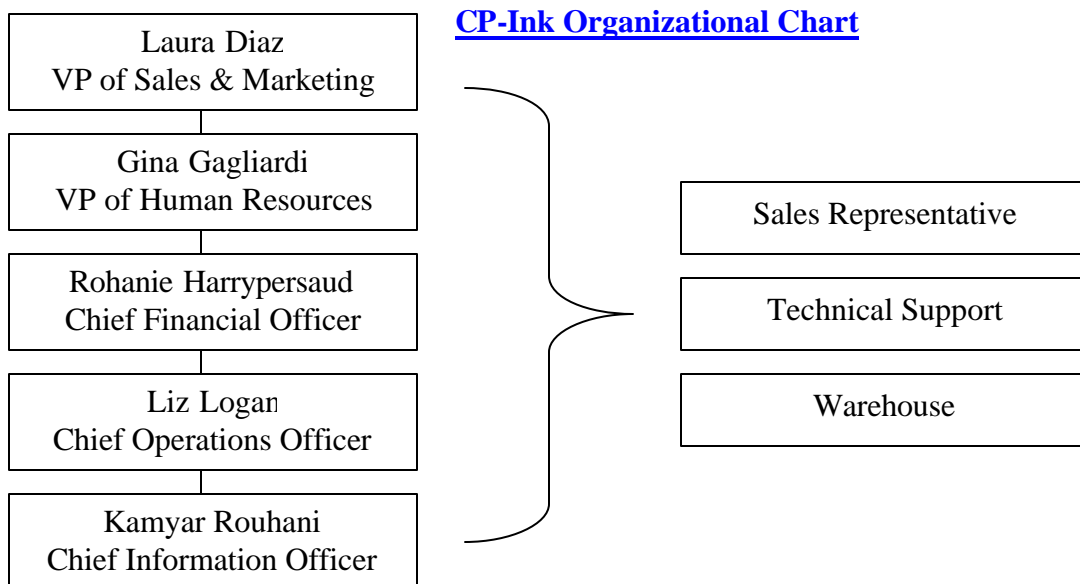 CP-Ink Organizational Chart
Laura Diaz
VP of Sales & Marketing
Gina Gagliardi
VP of Human Resources
Rohanie Harrypersaud
Chief Financial Officer
Liz Logan
Chief Operations Officer
Kamyar Rouhani
Chief Information Officer
Sales Representative
Technical Support
Warehouse